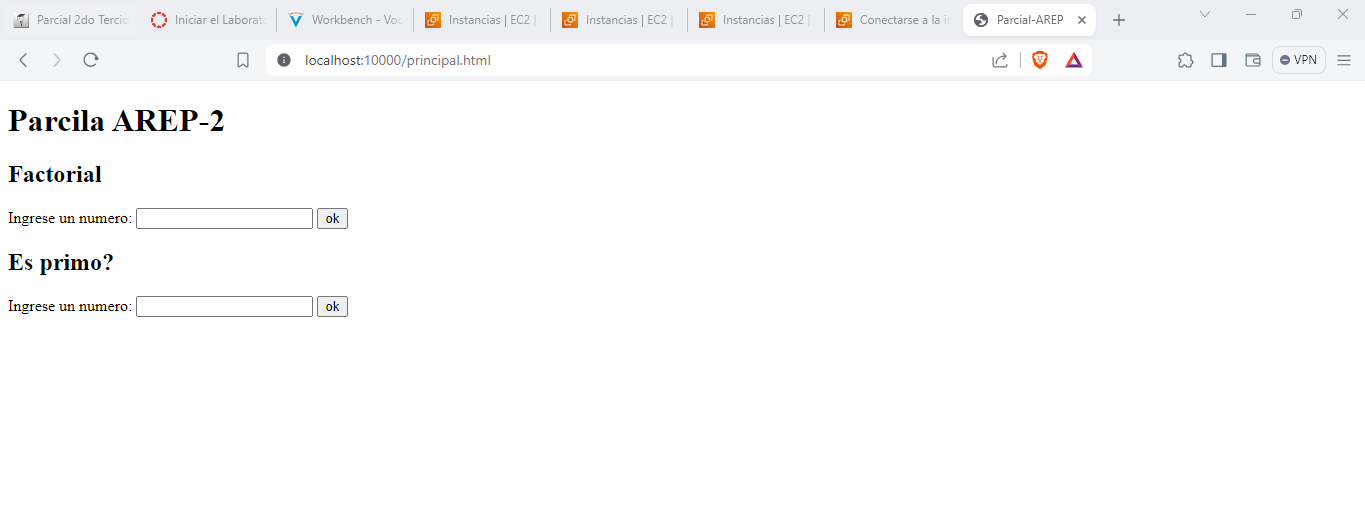 Parcial 2do Tercio
Iniciar el Laborato
Workbench - Voc
Instancias | EC2 |
Instancias | EC2 |
Instancias | EC2 |
Conectarse a la in
Parcial-AREP
localhost:10000/principal.html
VPN
Parcila AREP-2
Factorial
Ingrese un numero:
ok
Es primo?
Ingrese un numero:
ok